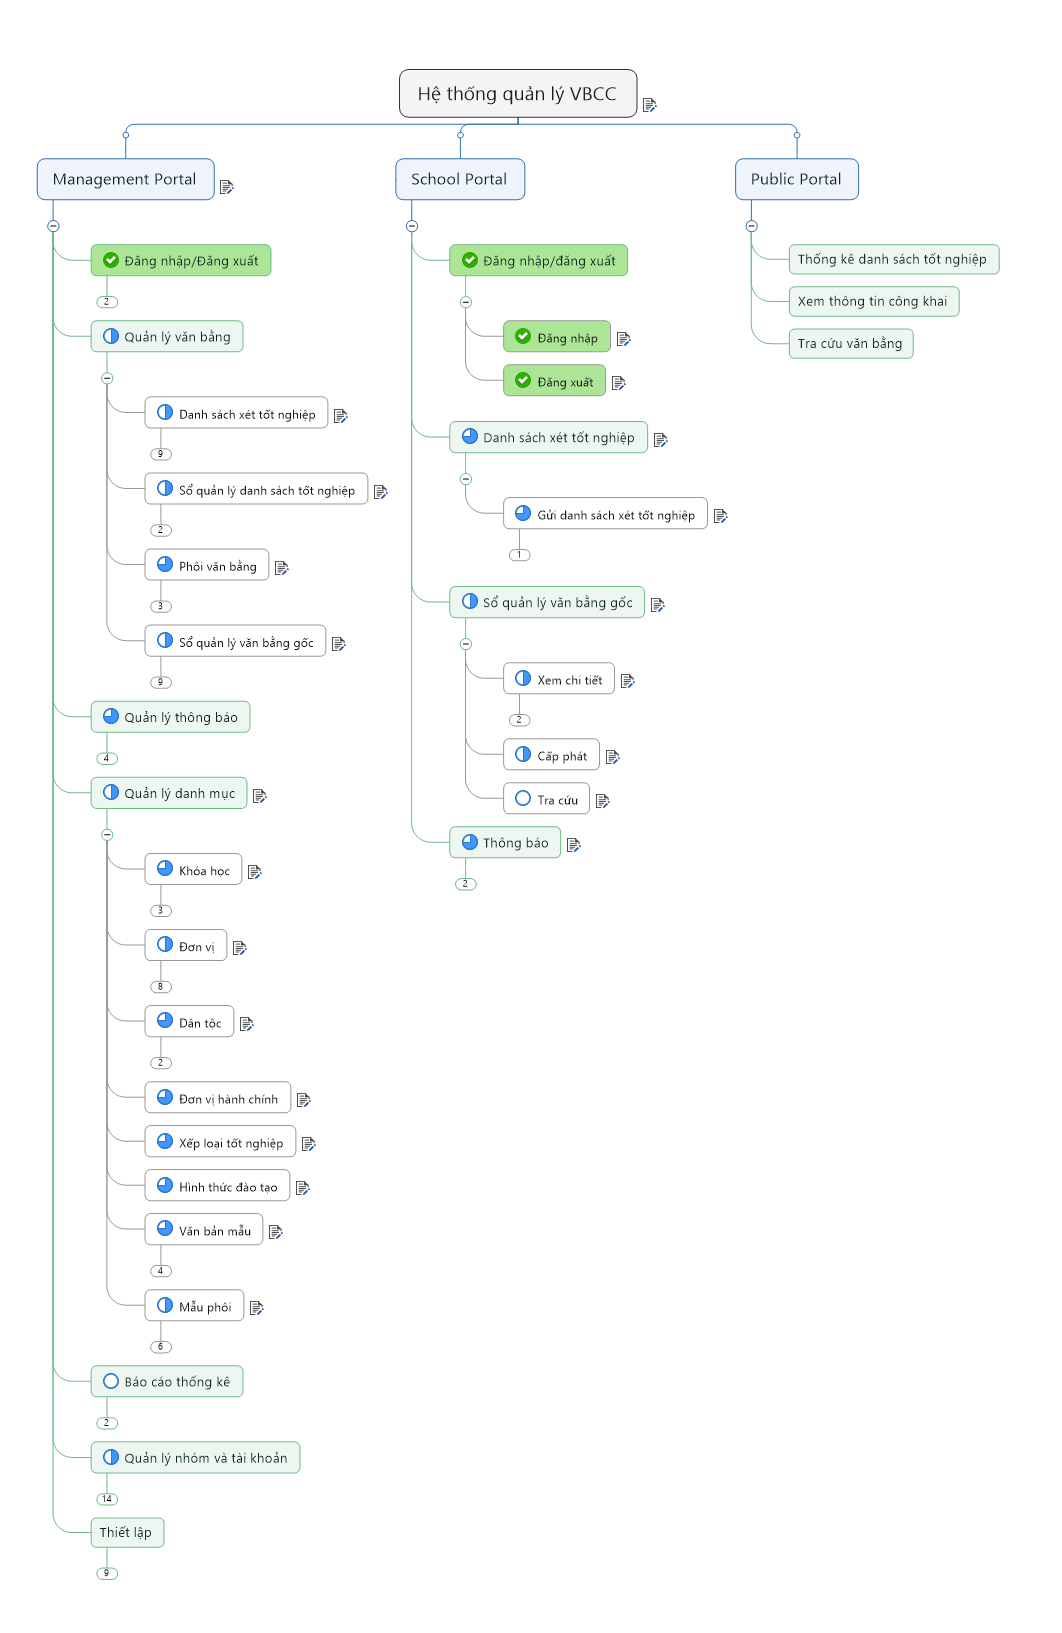 Hệ thống quản lý VBCC
Management Portal
Đăng nhập/Đăng xuất
2
Quản lý văn bằng
Danh sách xét tốt nghiệp
9
Sổ quản lý danh sách tốt nghiệp
2
Phôi văn bằng
3
Sổ quản lý văn bằng gốc
9
Quản lý thông báo
4
Quản lý danh mục
Khóa học
3
Đơn vị
8
Dân tộc
2
Đơn vị hành chính
Xếp loại tốt nghiệp
Hình thức đào tạo
Văn bản mẫu
4
Mẫu phôi
6
Báo cáo thống kê
2
Quản lý nhóm và tài khoản
14
Thiết lập
9
School Portal
Đăng nhập/đăng xuất
Đăng nhập
Đăng xuất
Danh sách xét tốt nghiệp
Gửi danh sách xét tốt nghiệp
1
Sổ quản lý văn bằng gốc
Xem chi tiết
2
Cấp phát
Tra cứu
Thông báo
2
Public Portal
Thống kê danh sách tốt nghiệp
Xem thông tin công khai
Tra cứu văn bằng